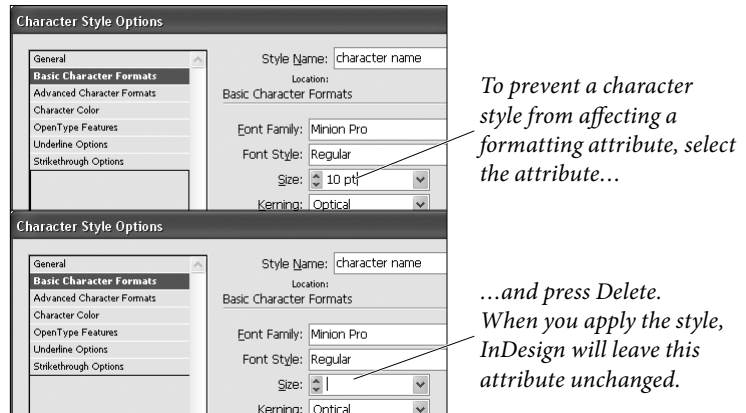 Character Style Options
General
Basic Character Formats
Advanced Character Formats
Character Color
OpenType Features
Underline Options
Strikethrough Options
Style Name: character name
Location:
Basic Character Formats
Font Family: Minion Pro
Font Style: Regular
Size: 10 pt
Kerning: Optical
To prevent a character
style from affecting a
formatting attribute, select
the attribute…
Character Style Options
General
Basic Character Formats
Advanced Character Formats
Character Color
OpenType Features
Underline Options
Strikethrough Options
Style Name: character name
Location:
Basic Character Formats
Font Family: Minion Pro
Font Style: Regular
Size:
Kerning: Optical
…and press Delete.
When you apply the style,
InDesign will leave this
attribute unchanged.